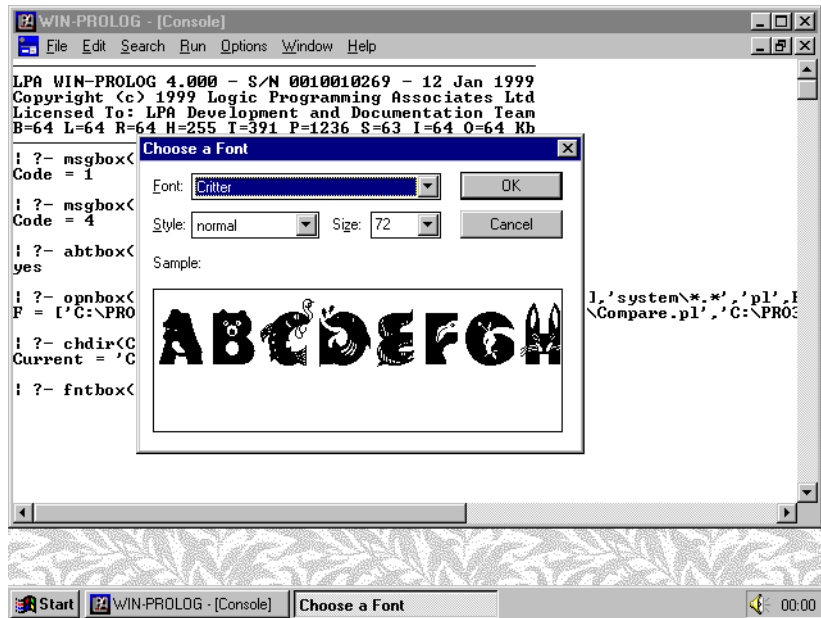 WIN-PROLOG - [Console]
File Edit Search Run Options Window Help
LPA WIN-PROLOG 4.000 - S/N 0010010269 - 12 Jan 1999
Copyright (c) 1999 Logic Programming Associates Ltd
Licensed To: LPA Development and Documentation Team
B=64 L=64 R=64 H=255 T=391 P=1236 S=63 I=64 O=64 Kb
| ?- msgbox(
Code = 1
| ?- msgbox(
Code = 4
| ?- abtbox(
yes
| ?- opnbox( ],'system\*.*','pl',
F = ['C:\PRO \Compare.pl','C:\PRO3
| ?- chdir(C
Current = 'C
| ?- fntbox(
Choose a Font
Font: Critter OK
Style: normal Size: 72 Cancel
Sample:
ABCDEFGH
Start WIN-PROLOG - [Console] Choose a Font 00:00